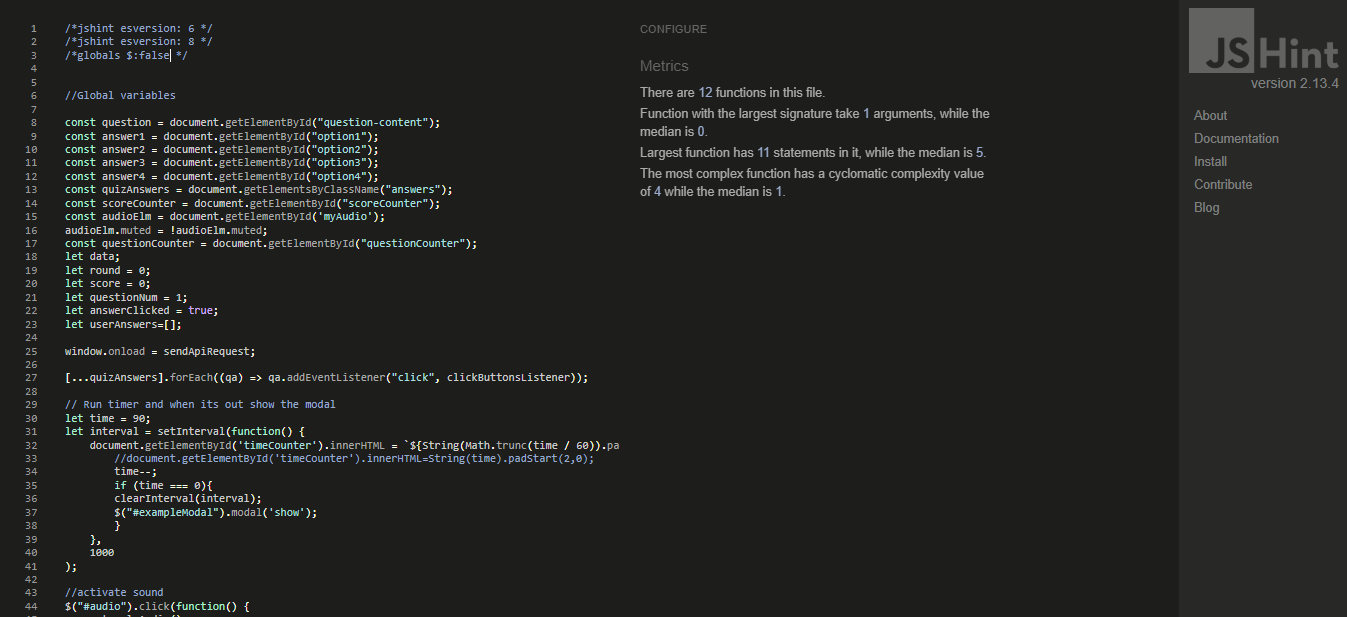 1 /*jshint esversion: 6 */
2 /*jshint esversion: 8 */
3 /*globals $:false */
4
5
6 //Global variables
7
8 const question = document.getElementById("question-content");
9 const answer1 = document.getElementById("option1");
10 const answer2 = document.getElementById("option2");
11 const answer3 = document.getElementById("option3");
12 const answer4 = document.getElementById("option4");
13 const quizAnswers = document.getElementsByClassName("answers");
14 const scoreCounter = document.getElementById("scoreCounter");
15 const audioElm = document.getElementById('myAudio');
16 audioElm.muted = !audioElm.muted;
17 const questionCounter = document.getElementById("questionCounter");
18 let data;
19 let round = 0;
20 let score = 0;
21 let questionNum = 1;
22 let answerClicked = true;
23 let userAnswers=[];
24
25 window.onload = sendApiRequest;
26
27 [...quizAnswers].forEach((qa) => qa.addEventListener("click", clickButtonsListener));
28
29 // Run timer and when its out show the modal
30 let time = 90;
31 let interval = setInterval(function() {
32 document.getElementById('timeCounter').innerHTML = `${String(Math.trunc(time / 60)).pa
33 //document.getElementById('timeCounter').innerHTML=String(time).padStart(2,0);
34 time--;
35 if (time === 0){
36 clearInterval(interval);
37 $("#exampleModal").modal('show');
38 }
39 },
40 1000
41 );
42
43 //activate sound
44 $("#audio").click(function() {
CONFIGURE
Metrics
There are 12 functions in this file.
Function with the largest signature take 1 arguments, while the
median is 0.
Largest function has 11 statements in it, while the median is 5.
The most complex function has a cyclomatic complexity value
of 4 while the median is 1.
JSHint
version 2.13.4
About
Documentation
Install
Contribute
Blog